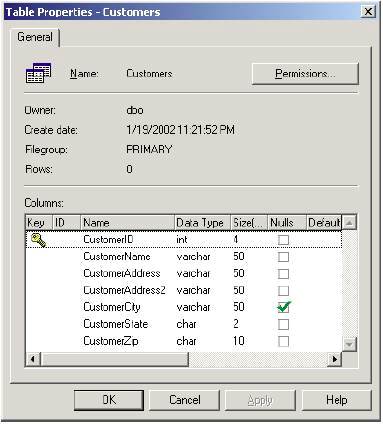 Table Properties - Customers
General
Name: Customers Permissions...
Owner: dbo
Create date: 1/19/2002 11:21:52 PM
Filegroup: PRIMARY
Rows: 0
Columns:
Key ID Name Data Type Size(... Nulls Default
CustomerID int 4
CustomerName varchar 50
CustomerAddress varchar 50
CustomerAddress2 varchar 50
CustomerCity varchar 50
CustomerState char 2
CustomerZip char 10
OK Cancel Apply Help